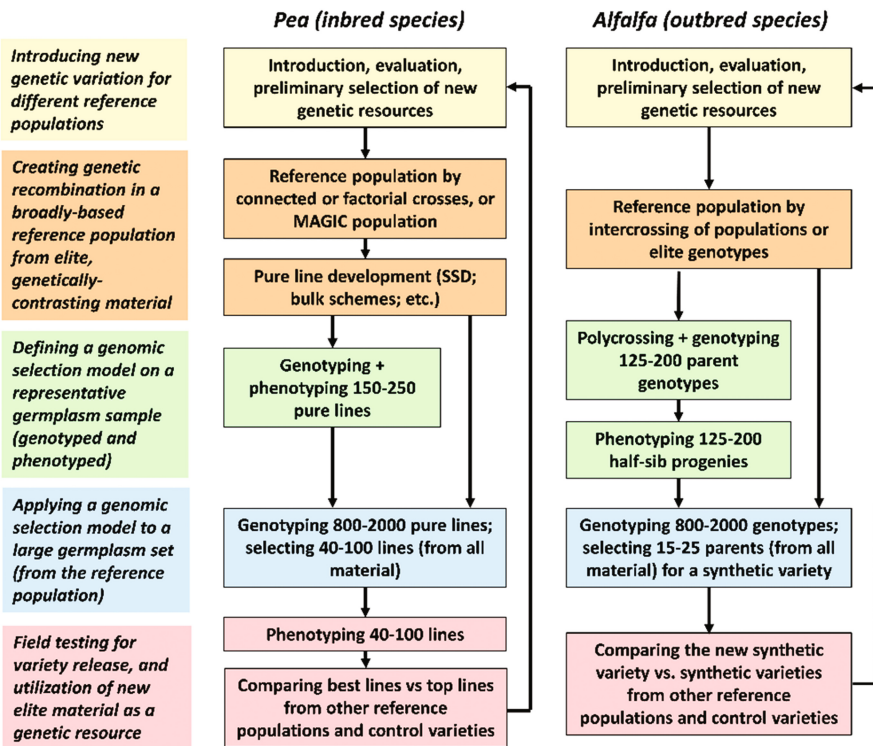 Pea (inbred species)
Alfalfa (outbred species)
Introducing new
genetic variation for
different reference
populations
Introduction, evaluation,
preliminary selection of new
genetic resources
Introduction, evaluation,
preliminary selection of new
genetic resources
Creating genetic
recombination in a
broadly-based
reference population
from elite,
genetically-
contrasting material
Reference population by
connected or factorial crosses, or
MAGIC population
Pure line development (SSD;
bulk schemes; etc.)
Reference population by
intercrossing of populations or
elite genotypes
Defining a genomic
selection model on a
representative
germplasm sample
(genotyped and
phenotyped)
Genotyping +
phenotyping 150-250
pure lines
Polycrossing + genotyping
125-200 parent
genotypes
Phenotyping 125-200
half-sib progenies
Applying a genomic
selection model to a
large germplasm set
(from the reference
population)
Genotyping 800-2000 pure lines;
selecting 40-100 lines (from all
material)
Genotyping 800-2000 genotypes;
selecting 15-25 parents (from all
material) for a synthetic variety
Field testing for
variety release, and
utilization of new
elite material as a
genetic resource
Phenotyping 40-100 lines
Comparing best lines vs top lines
from other reference
populations and control varieties
Comparing the new synthetic
variety vs. synthetic varieties
from other reference
populations and control varieties